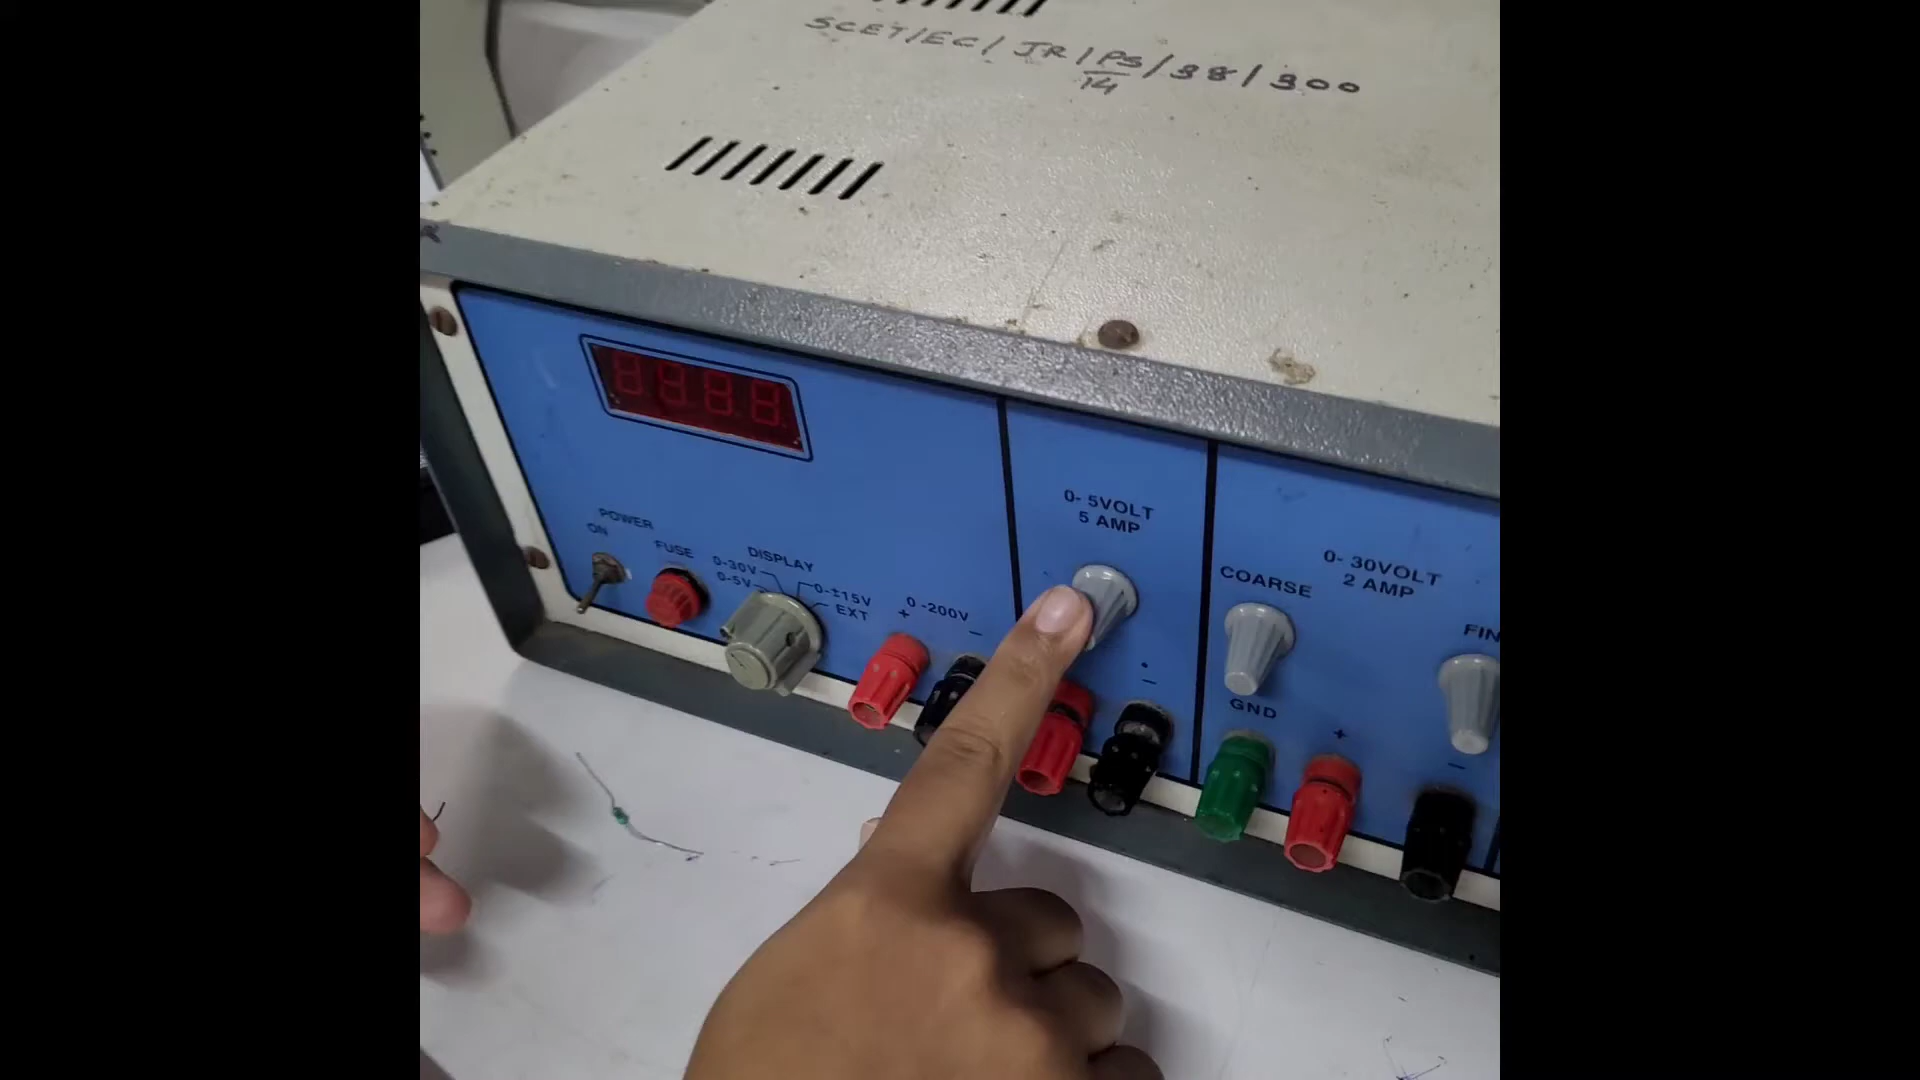 SCET/EC/JR/PS/38/300
14
0- 5VOLT
5 AMP
POWER
ON
FUSE
DISPLAY
0-30V
0-5V
0-±15V
EXT
0 -200V
+
−
−
0- 30VOLT
2 AMP
COARSE
FIN
GND
+
−